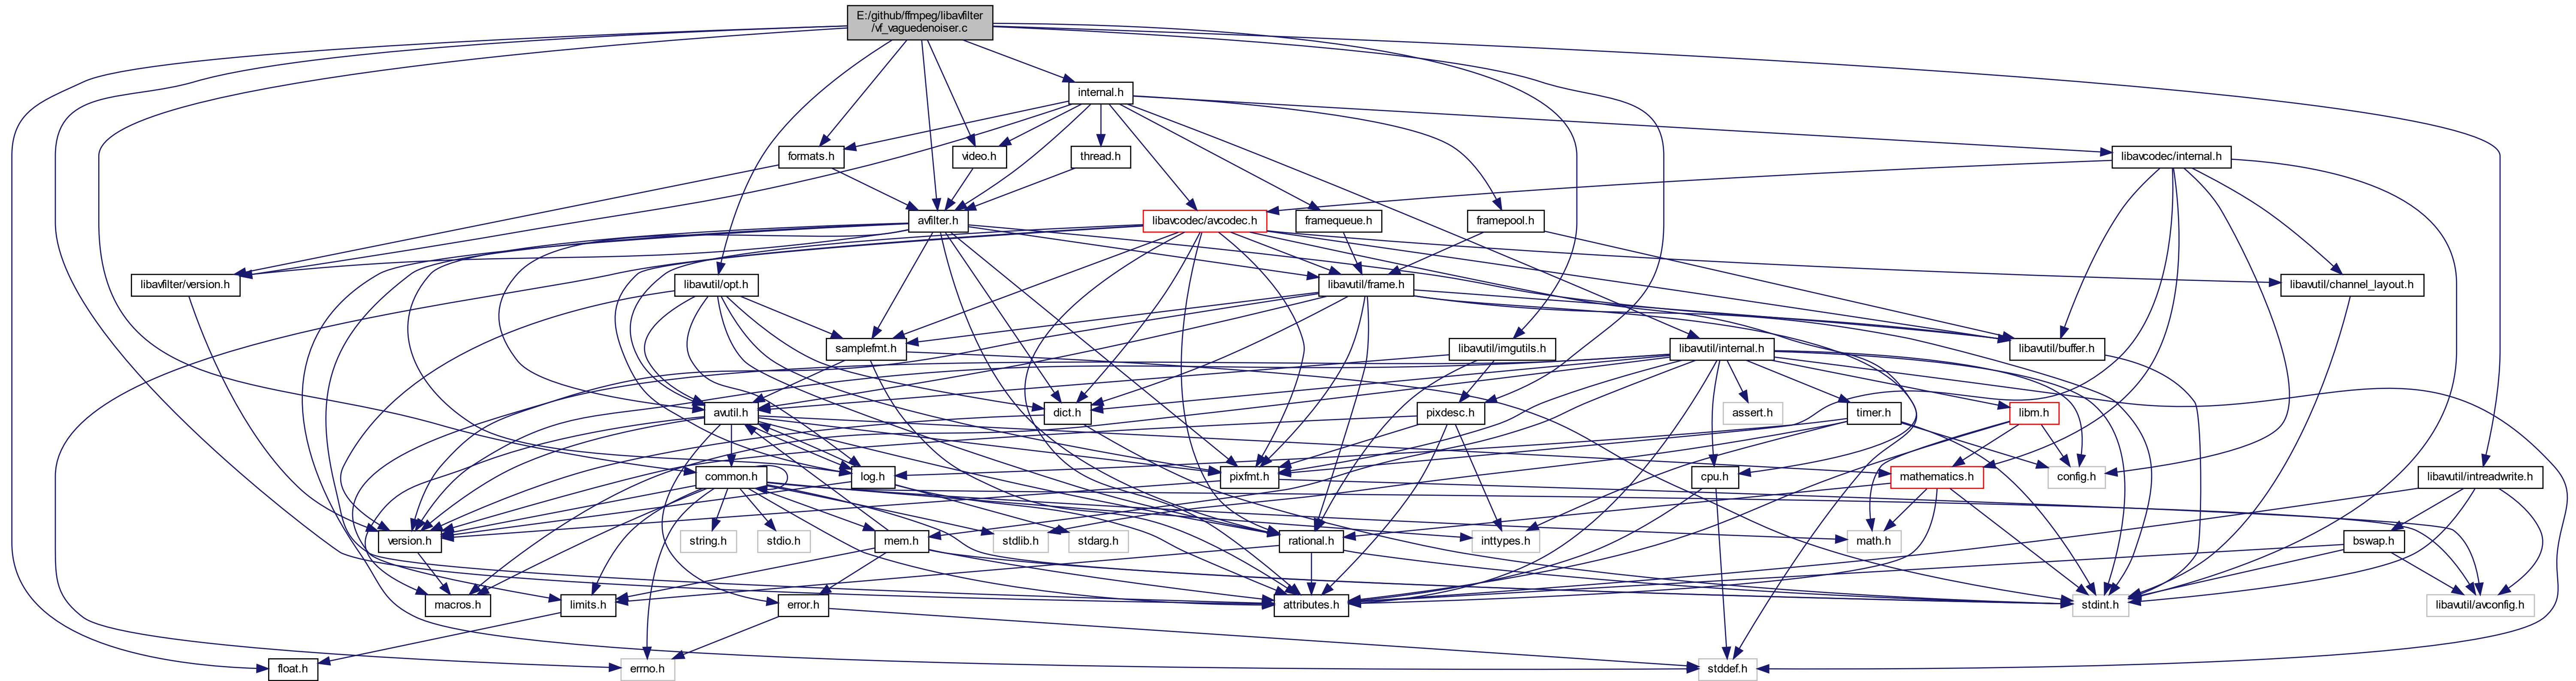 E:/github/ffmpeg/libavfilter
/vf_vaguedenoiser.c
internal.h
formats.h
video.h
thread.h
libavcodec/internal.h
avfilter.h
libavcodec/avcodec.h
framequeue.h
framepool.h
libavfilter/version.h
libavutil/opt.h
libavutil/frame.h
libavutil/channel_layout.h
samplefmt.h
libavutil/imgutils.h
libavutil/internal.h
libavutil/buffer.h
avutil.h
dict.h
pixdesc.h
assert.h
timer.h
libm.h
common.h
log.h
pixfmt.h
cpu.h
mathematics.h
config.h
libavutil/intreadwrite.h
version.h
string.h
stdio.h
mem.h
stdlib.h
stdarg.h
rational.h
inttypes.h
math.h
bswap.h
macros.h
limits.h
error.h
attributes.h
stdint.h
libavutil/avconfig.h
float.h
errno.h
stddef.h